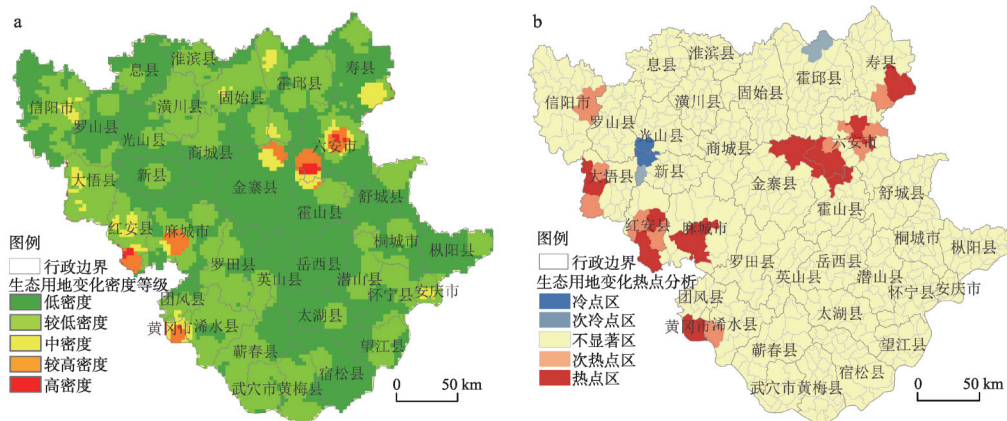 a
息县
淮滨县
寿县
霍邱县
固始县
潢川县
信阳市
罗山县
光山县
商城县
六安市
新县
大悟县
金寨县
舒城县
霍山县
红安县
麻城市
桐城市
枞阳县
岳西县
罗田县
英山县
潜山县
怀宁县
安庆市
团风县
太湖县
黄冈市
浠水县
望江县
蕲春县
宿松县
武穴市
黄梅县
图例
行政边界
生态用地变化密度等级
低密度
较低密度
中密度
较高密度
高密度
0 50 km
b
息县
淮滨县
寿县
霍邱县
固始县
潢川县
信阳市
罗山县
光山县
商城县
六安市
新县
大悟县
金寨县
舒城县
霍山县
红安县
麻城市
桐城市
枞阳县
岳西县
罗田县
英山县
潜山县
怀宁县
安庆市
团风县
太湖县
黄冈市
浠水县
望江县
蕲春县
宿松县
武穴市
黄梅县
图例
行政边界
生态用地变化热点分析
冷点区
次冷点区
不显著区
次热点区
热点区
0 50 km